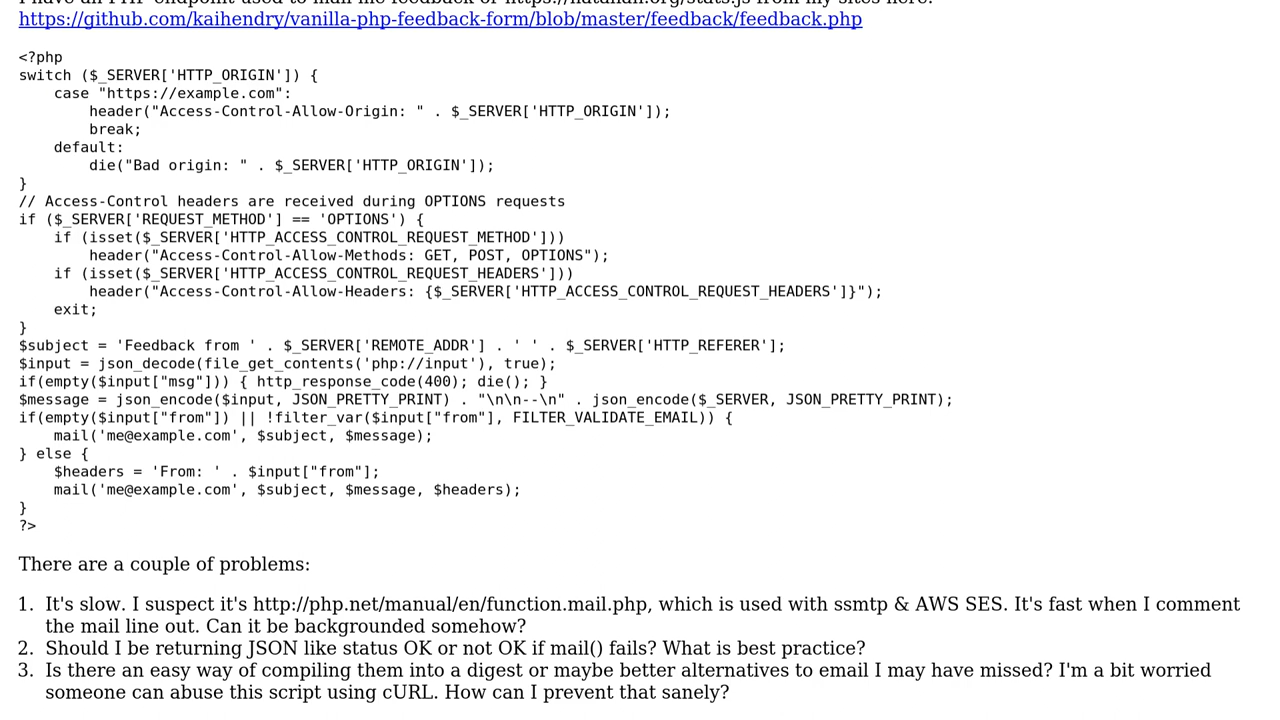 https://github.com/kaihendry/vanilla-php-feedback-form/blob/master/feedback/feedback.php
<?php
switch ($_SERVER['HTTP_ORIGIN']) {
    case "https://example.com":
        header("Access-Control-Allow-Origin: " . $_SERVER['HTTP_ORIGIN']);
        break;
    default:
        die("Bad origin: " . $_SERVER['HTTP_ORIGIN']);
}
// Access-Control headers are received during OPTIONS requests
if ($_SERVER['REQUEST_METHOD'] == 'OPTIONS') {
    if (isset($_SERVER['HTTP_ACCESS_CONTROL_REQUEST_METHOD']))
        header("Access-Control-Allow-Methods: GET, POST, OPTIONS");
    if (isset($_SERVER['HTTP_ACCESS_CONTROL_REQUEST_HEADERS']))
        header("Access-Control-Allow-Headers: {$_SERVER['HTTP_ACCESS_CONTROL_REQUEST_HEADERS']}");
    exit;
}
$subject = 'Feedback from ' . $_SERVER['REMOTE_ADDR'] . ' ' . $_SERVER['HTTP_REFERER'];
$input = json_decode(file_get_contents('php://input'), true);
if(empty($input["msg"])) { http_response_code(400); die(); }
$message = json_encode($input, JSON_PRETTY_PRINT) . "\n\n--\n" . json_encode($_SERVER, JSON_PRETTY_PRINT);
if(empty($input["from"]) || !filter_var($input["from"], FILTER_VALIDATE_EMAIL)) {
    mail('me@example.com', $subject, $message);
} else {
    $headers = 'From: ' . $input["from"];
    mail('me@example.com', $subject, $message, $headers);
}
?>
There are a couple of problems:
1. It's slow. I suspect it's http://php.net/manual/en/function.mail.php, which is used with ssmtp & AWS SES. It's fast when I comment
the mail line out. Can it be backgrounded somehow?
2. Should I be returning JSON like status OK or not OK if mail() fails? What is best practice?
3. Is there an easy way of compiling them into a digest or maybe better alternatives to email I may have missed? I'm a bit worried
someone can abuse this script using cURL. How can I prevent that sanely?